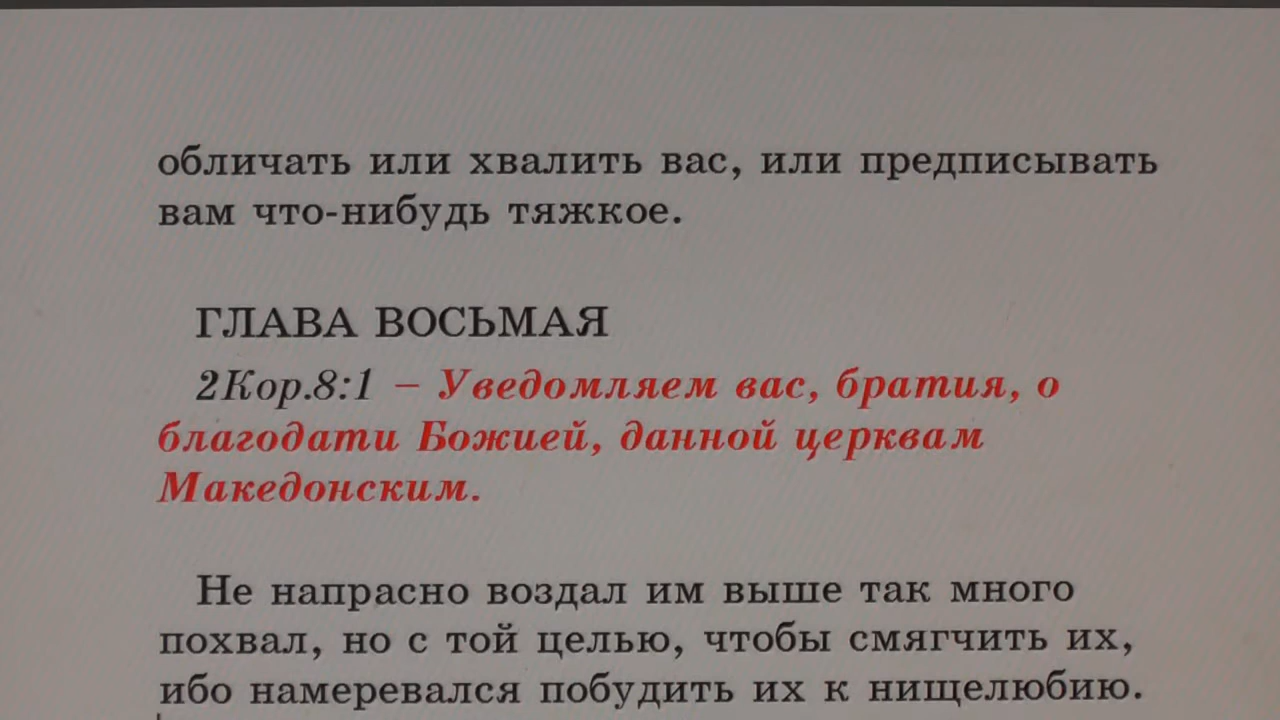 обличать или хвалить вас, или предписывать
вам что-нибудь тяжкое.
ГЛАВА ВОСЬМАЯ
2Кор.8:1 – Уведомляем вас, братия, о
благодати Божией, данной церквам
Македонским.
Не напрасно воздал им выше так много
похвал, но с той целью, чтобы смягчить их,
ибо намеревался побудить их к нищелюбию.